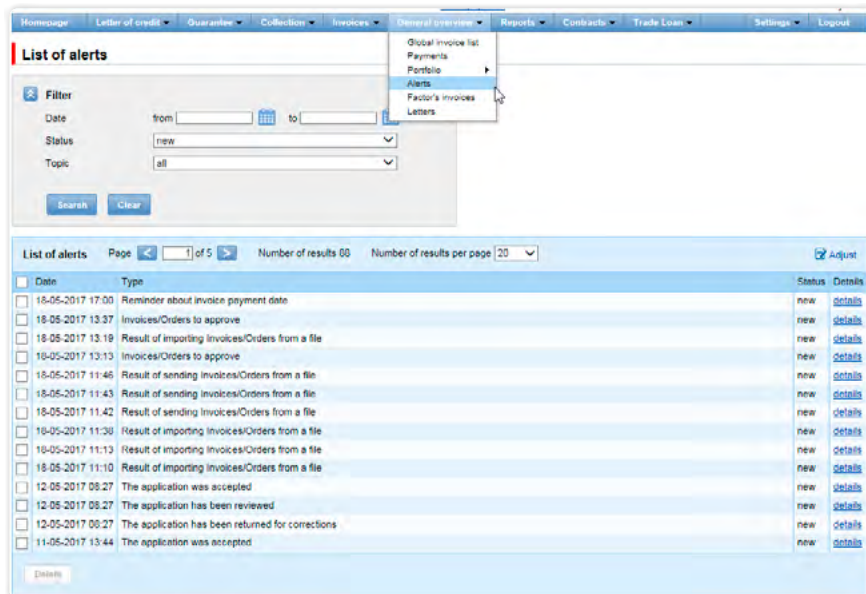 Homepage Letter of credit Guarantee Collection Invoices General overview Reports Contracts Trade Loan Settings Logout
Global invoice list
Payments
Portfolio
Alerts
Factor's invoices
Letters
List of alerts
Filter
Date from to
Status new
Topic all
Search Clear
List of alerts Page 1 of 5 Number of results 88 Number of results per page 20 Adjust
Date Type Status Details
18-05-2017 17:00 Reminder about invoice payment date new details
18-05-2017 13:37 Invoices/Orders to approve new details
18-05-2017 13:19 Result of importing Invoices/Orders from a file new details
18-05-2017 13:13 Invoices/Orders to approve new details
18-05-2017 11:46 Result of sending Invoices/Orders from a file new details
18-05-2017 11:43 Result of sending Invoices/Orders from a file new details
18-05-2017 11:42 Result of sending Invoices/Orders from a file new details
18-05-2017 11:38 Result of importing Invoices/Orders from a file new details
18-05-2017 11:13 Result of importing Invoices/Orders from a file new details
18-05-2017 11:10 Result of importing Invoices/Orders from a file new details
12-05-2017 08:27 The application was accepted new details
12-05-2017 08:27 The application has been reviewed new details
12-05-2017 08:27 The application has been returned for corrections new details
11-05-2017 13:44 The application was accepted new details
Delete